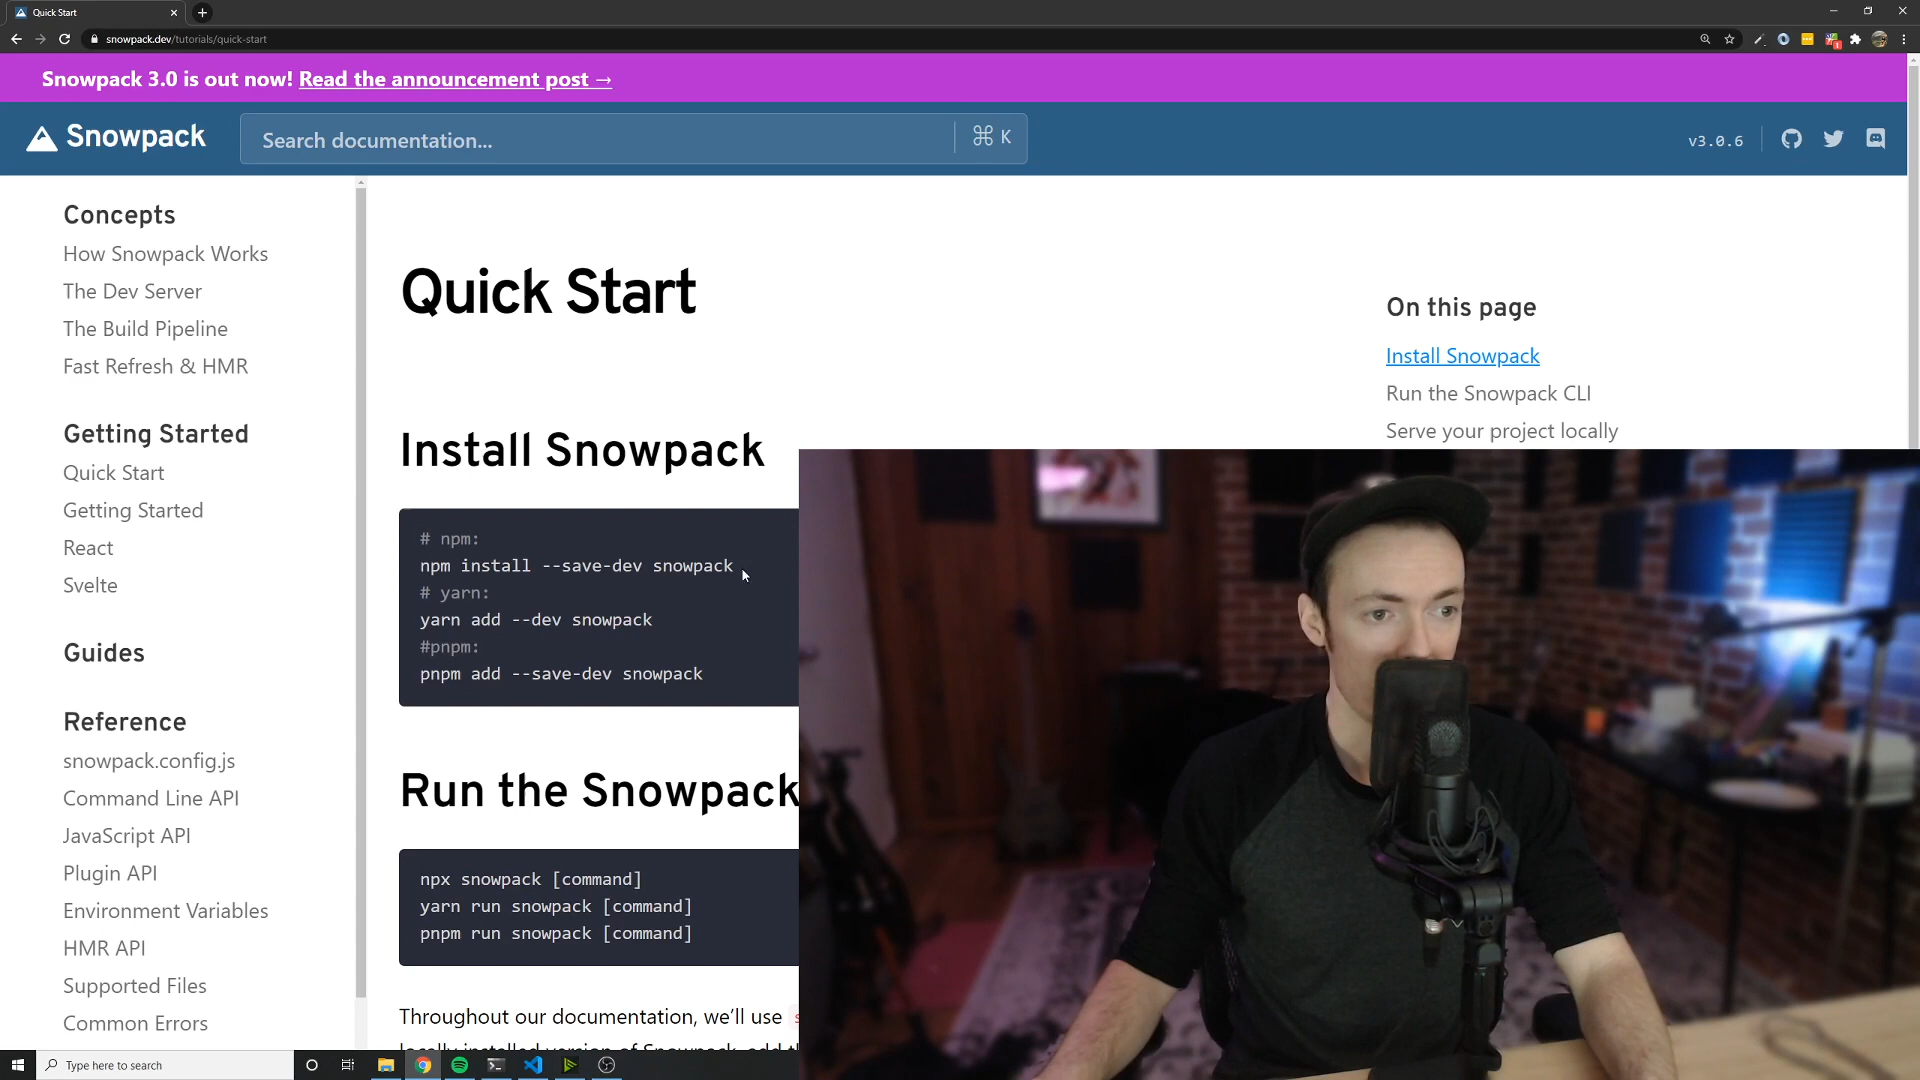 Quick Start
snowpack.dev/tutorials/quick-start
Snowpack 3.0 is out now! Read the announcement post →
Snowpack
Search documentation...
⌘ K
v3.0.6
Concepts
How Snowpack Works
The Dev Server
The Build Pipeline
Fast Refresh & HMR
Getting Started
Quick Start
Getting Started
React
Svelte
Guides
Reference
snowpack.config.js
Command Line API
JavaScript API
Plugin API
Environment Variables
HMR API
Supported Files
Common Errors
Quick Start
Install Snowpack
# npm:
npm install --save-dev snowpack
# yarn:
yarn add --dev snowpack
#pnpm:
pnpm add --save-dev snowpack
Run the Snowpack
npx snowpack [command]
yarn run snowpack [command]
pnpm run snowpack [command]
Throughout our documentation, we'll use
locally installed version of Snowpack, add
On this page
Install Snowpack
Run the Snowpack CLI
Serve your project locally
Type here to search